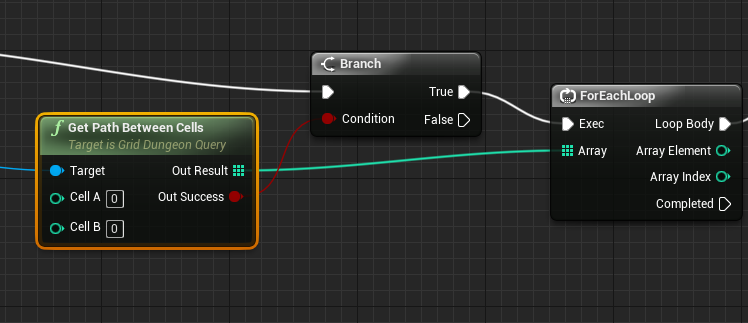 Branch
True
Condition
False
ForEachLoop
Exec
Loop Body
Array
Array Element
Array Index
Completed
f Get Path Between Cells
Target is Grid Dungeon Query
Target
Out Result
Cell A 0
Out Success
Cell B 0